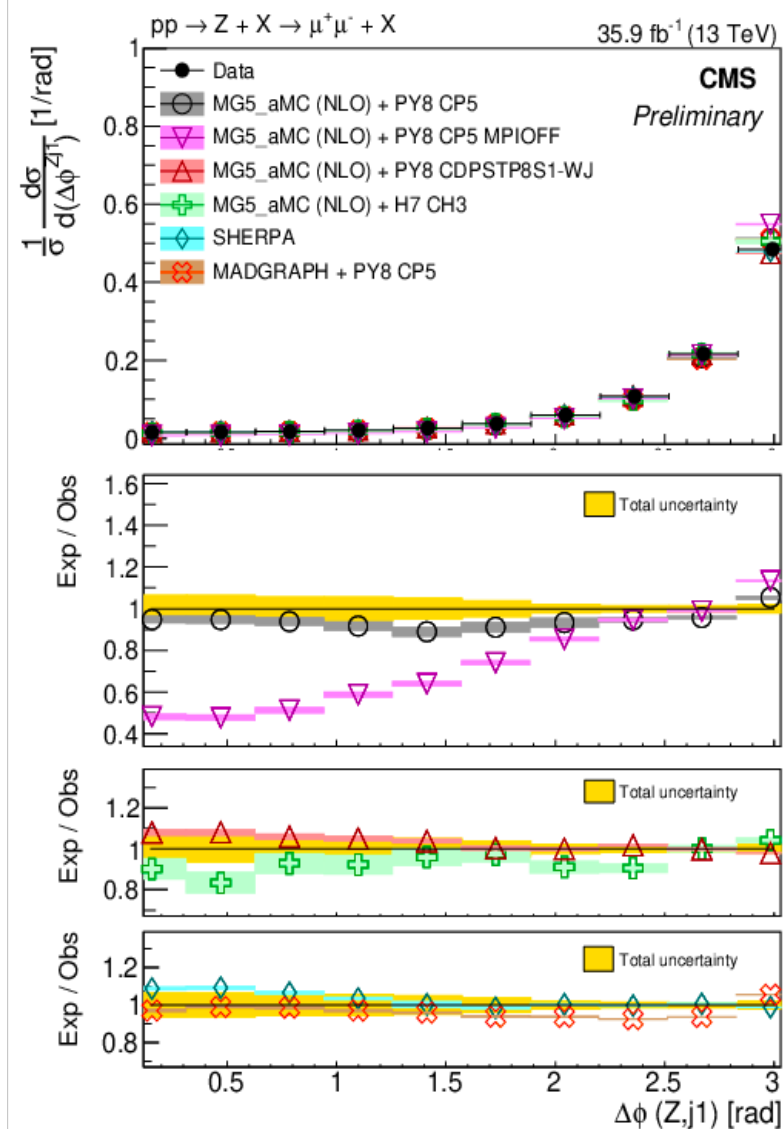 pp → Z + X → μ⁺μ⁻ + X 35.9 fb⁻¹ (13 TeV)
CMS
Preliminary
1/σ dσ/d(Δϕ^Zj1) [1/rad]
1
0.8
0.6
0.4
0.2
0
Data
MG5_aMC (NLO) + PY8 CP5
MG5_aMC (NLO) + PY8 CP5 MPIOFF
MG5_aMC (NLO) + PY8 CDPSTP8S1-WJ
MG5_aMC (NLO) + H7 CH3
SHERPA
MADGRAPH + PY8 CP5
Exp / Obs
1.6
1.4
1.2
1
0.8
0.6
0.4
Total uncertainty
Exp / Obs
1.2
1
0.8
Total uncertainty
Exp / Obs
1.2
1
0.8
Total uncertainty
0.5 1 1.5 2 2.5 3
Δϕ (Z,j1) [rad]